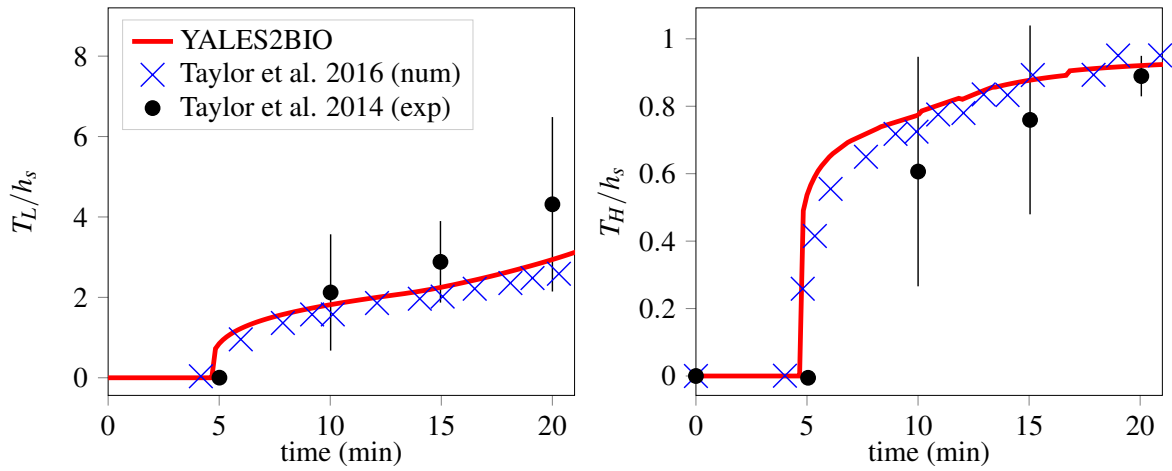 YALES2BIO
Taylor et al. 2016 (num)
Taylor et al. 2014 (exp)
8
6
4
2
0
T_L/h_s
0 5 10 15 20
time (min)
1
0.8
0.6
0.4
0.2
0
T_H/h_s
0 5 10 15 20
time (min)